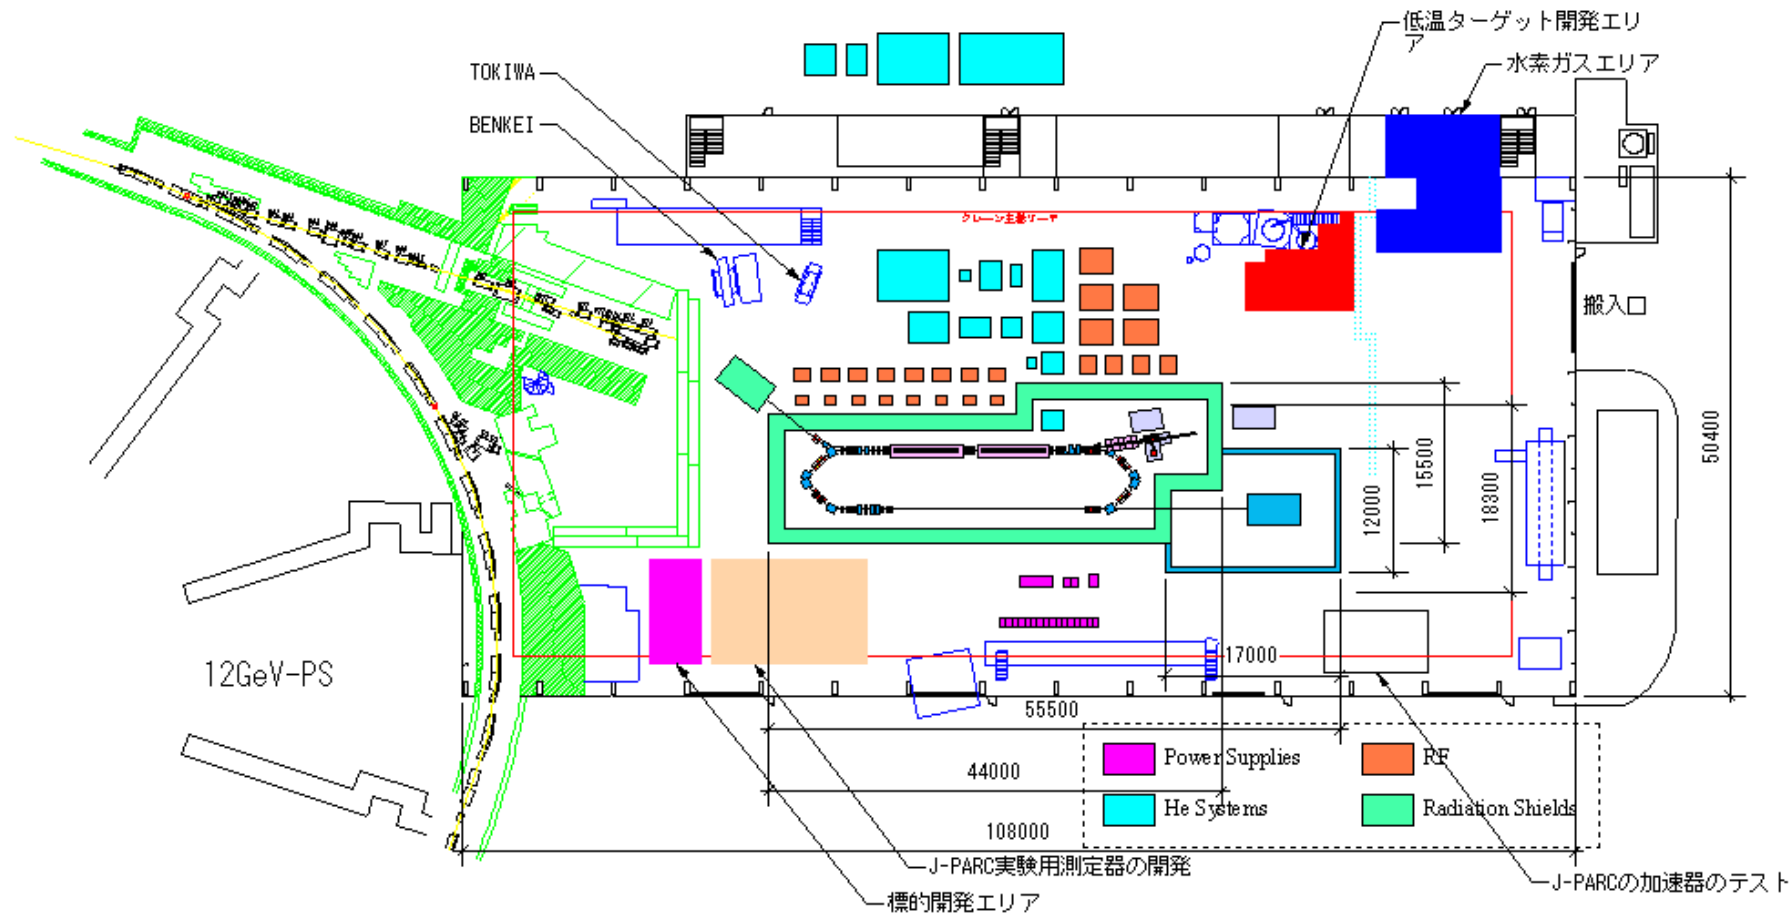 低温ターゲット開発エリ
ア
水素ガスエリア
TOKIWA
BENKEI
搬入口
50400
15500
18300
12000
12GeV-PS
17000
55500
44000
108000
Power Supplies
RF
He Systems
Radiation Shields
J-PARC実験用測定器の開発
標的開発エリア
J-PARCの加速器のテスト